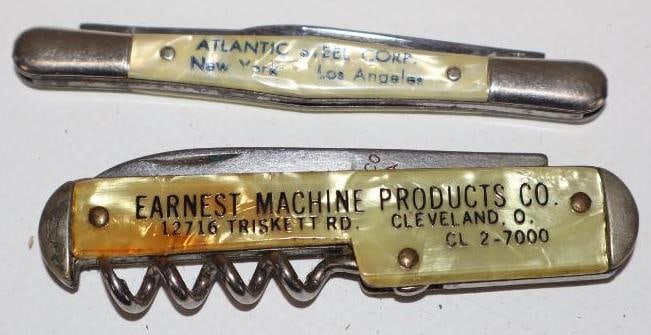 ATLANTIC STEEL CORP.
New York Los Angeles
EARNEST MACHINE PRODUCTS CO.
12716 TRISKETT RD. CLEVELAND, O.
CL 2-7000